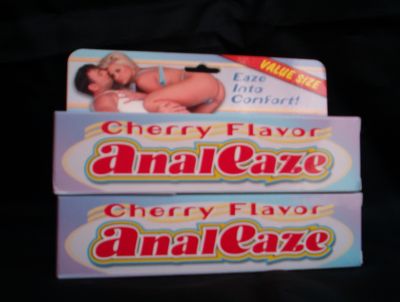 VALUE SIZE
Eaze
Into
Comfort!
Cherry Flavor
analeaze
Cherry Flavor
analeaze